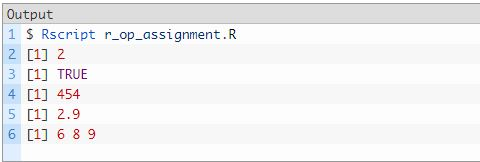 Output
1 $ Rscript r_op_assignment.R
2 [1] 2
3 [1] TRUE
4 [1] 454
5 [1] 2.9
6 [1] 6 8 9